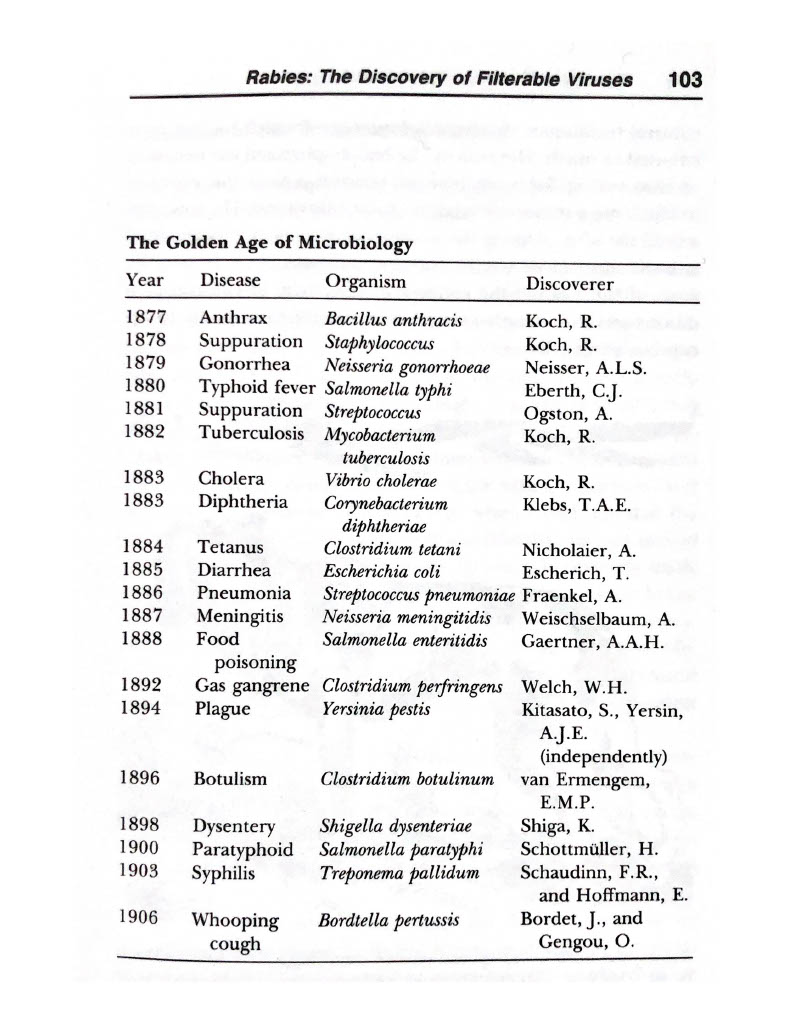 Rabies: The Discovery of Filterable Viruses 103
The Golden Age of Microbiology
Year Disease Organism Discoverer
1877 Anthrax Bacillus anthracis Koch, R.
1878 Suppuration Staphylococcus Koch, R.
1879 Gonorrhea Neisseria gonorrhoeae Neisser, A.L.S.
1880 Typhoid fever Salmonella typhi Eberth, C.J.
1881 Suppuration Streptococcus Ogston, A.
1882 Tuberculosis Mycobacterium Koch, R.
tuberculosis
1883 Cholera Vibrio cholerae Koch, R.
1883 Diphtheria Corynebacterium Klebs, T.A.E.
diphtheriae
1884 Tetanus Clostridium tetani Nicholaier, A.
1885 Diarrhea Escherichia coli Escherich, T.
1886 Pneumonia Streptococcus pneumoniae Fraenkel, A.
1887 Meningitis Neisseria meningitidis Weischselbaum, A.
1888 Food Salmonella enteritidis Gaertner, A.A.H.
poisoning
1892 Gas gangrene Clostridium perfringens Welch, W.H.
1894 Plague Yersinia pestis Kitasato, S., Yersin,
A.J.E.
(independently)
1896 Botulism Clostridium botulinum van Ermengem,
E.M.P.
1898 Dysentery Shigella dysenteriae Shiga, K.
1900 Paratyphoid Salmonella paratyphi Schottmüller, H.
1903 Syphilis Treponema pallidum Schaudinn, F.R.,
and Hoffmann, E.
1906 Whooping Bordtella pertussis Bordet, J., and
cough Gengou, O.